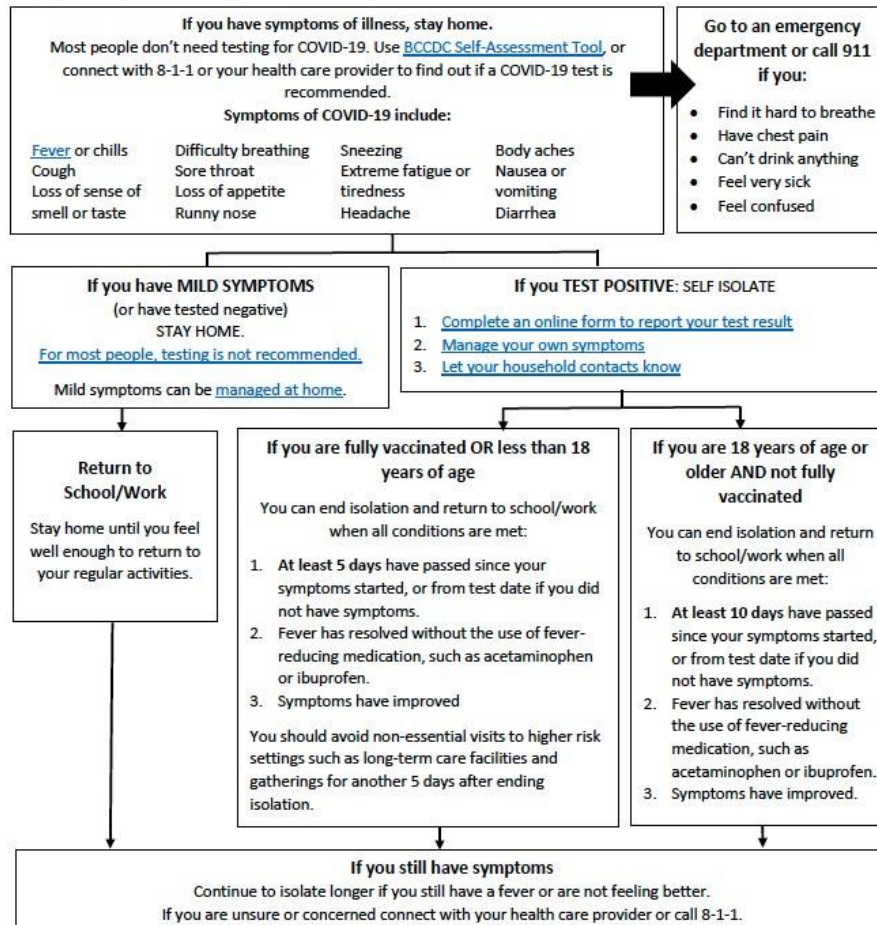 If you have symptoms of illness, stay home.
Most people don't need testing for COVID-19. Use BCCDC Self-Assessment Tool, or
connect with 8-1-1 or your health care provider to find out if a COVID-19 test is
recommended.
Symptoms of COVID-19 include:
Fever or chills
Cough
Loss of sense of
smell or taste
Difficulty breathing
Sore throat
Loss of appetite
Runny nose
Sneezing
Extreme fatigue or
tiredness
Headache
Body aches
Nausea or
vomiting
Diarrhea
Go to an emergency
department or call 911
if you:
• Find it hard to breathe
• Have chest pain
• Can't drink anything
• Feel very sick
• Feel confused
If you have MILD SYMPTOMS
(or have tested negative)
STAY HOME.
For most people, testing is not recommended.
Mild symptoms can be managed at home.
If you TEST POSITIVE: SELF ISOLATE
1. Complete an online form to report your test result
2. Manage your own symptoms
3. Let your household contacts know
Return to
School/Work
Stay home until you feel
well enough to return to
your regular activities.
If you are fully vaccinated OR less than 18
years of age
You can end isolation and return to school/work
when all conditions are met:
1. At least 5 days have passed since your
symptoms started, or from test date if you did
not have symptoms.
2. Fever has resolved without the use of fever-
reducing medication, such as acetaminophen
or ibuprofen.
3. Symptoms have improved
You should avoid non-essential visits to higher risk
settings such as long-term care facilities and
gatherings for another 5 days after ending
isolation.
If you are 18 years of age or
older AND not fully
vaccinated
You can end isolation and return
to school/work when all
conditions are met:
1. At least 10 days have passed
since your symptoms started,
or from test date if you did
not have symptoms.
2. Fever has resolved without
the use of fever-reducing
medication, such as
acetaminophen or ibuprofen.
3. Symptoms have improved.
If you still have symptoms
Continue to isolate longer if you still have a fever or are not feeling better.
If you are unsure or concerned connect with your health care provider or call 8-1-1.